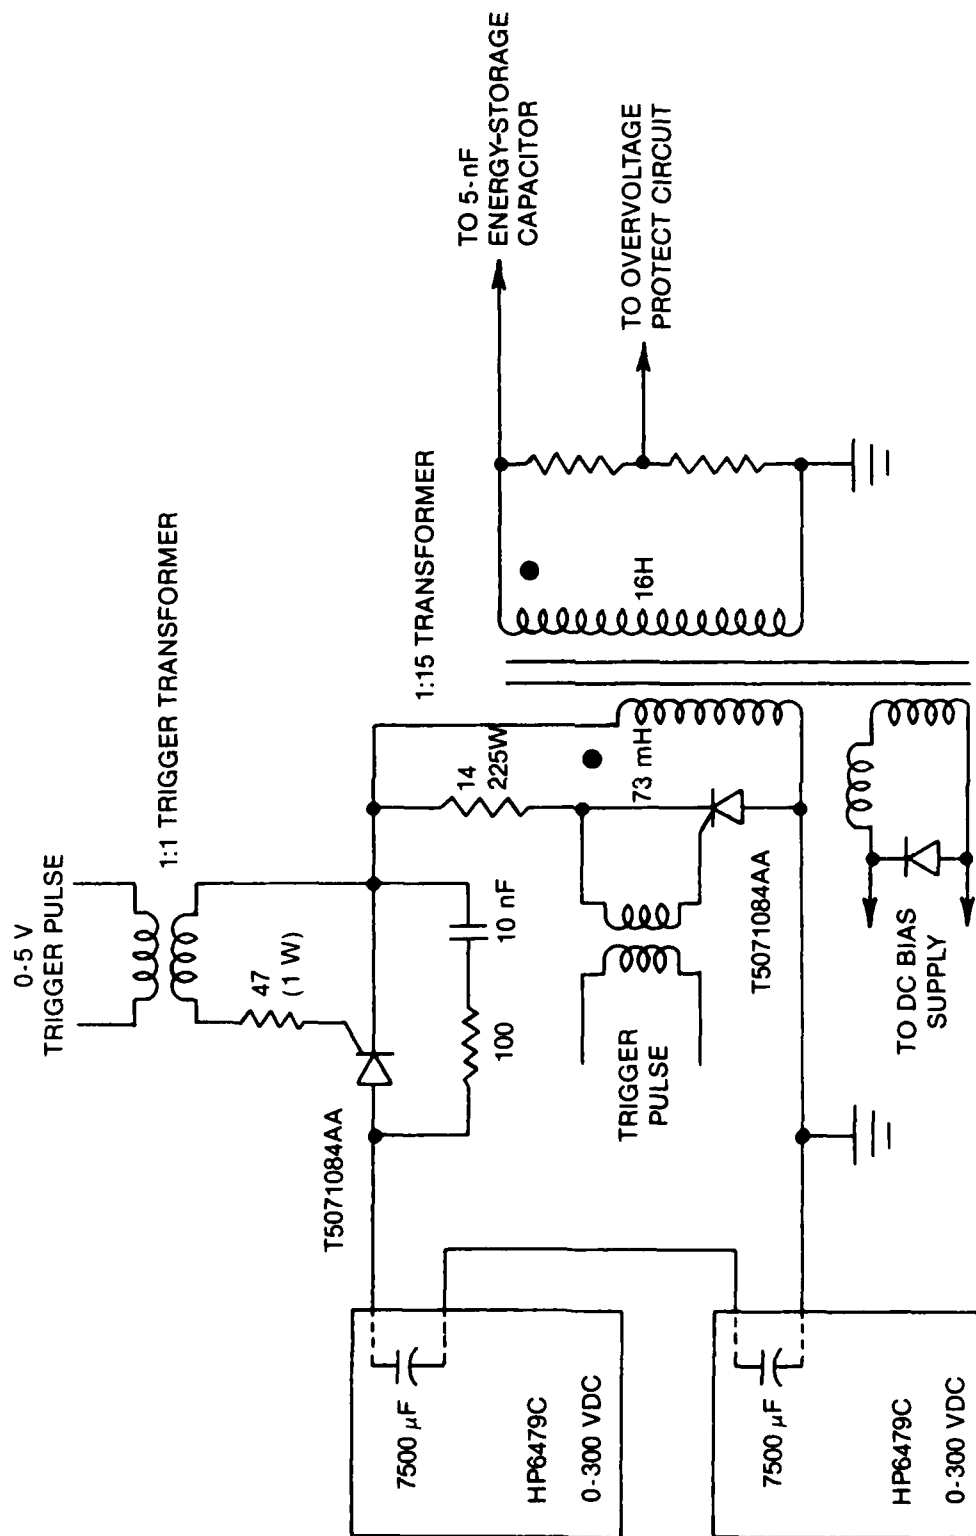 0-5 V
TRIGGER PULSE
1:1 TRIGGER TRANSFORMER
47
(1 W)
T5071084AA
100
10 nF
14
225W
1:15 TRANSFORMER
73 mH
16H
TO 5-nF
ENERGY-STORAGE
CAPACITOR
TO OVERVOLTAGE
PROTECT CIRCUIT
TRIGGER
PULSE
T5071084AA
TO DC BIAS
SUPPLY
7500 μF
HP6479C
0-300 VDC
7500 μF
HP6479C
0-300 VDC